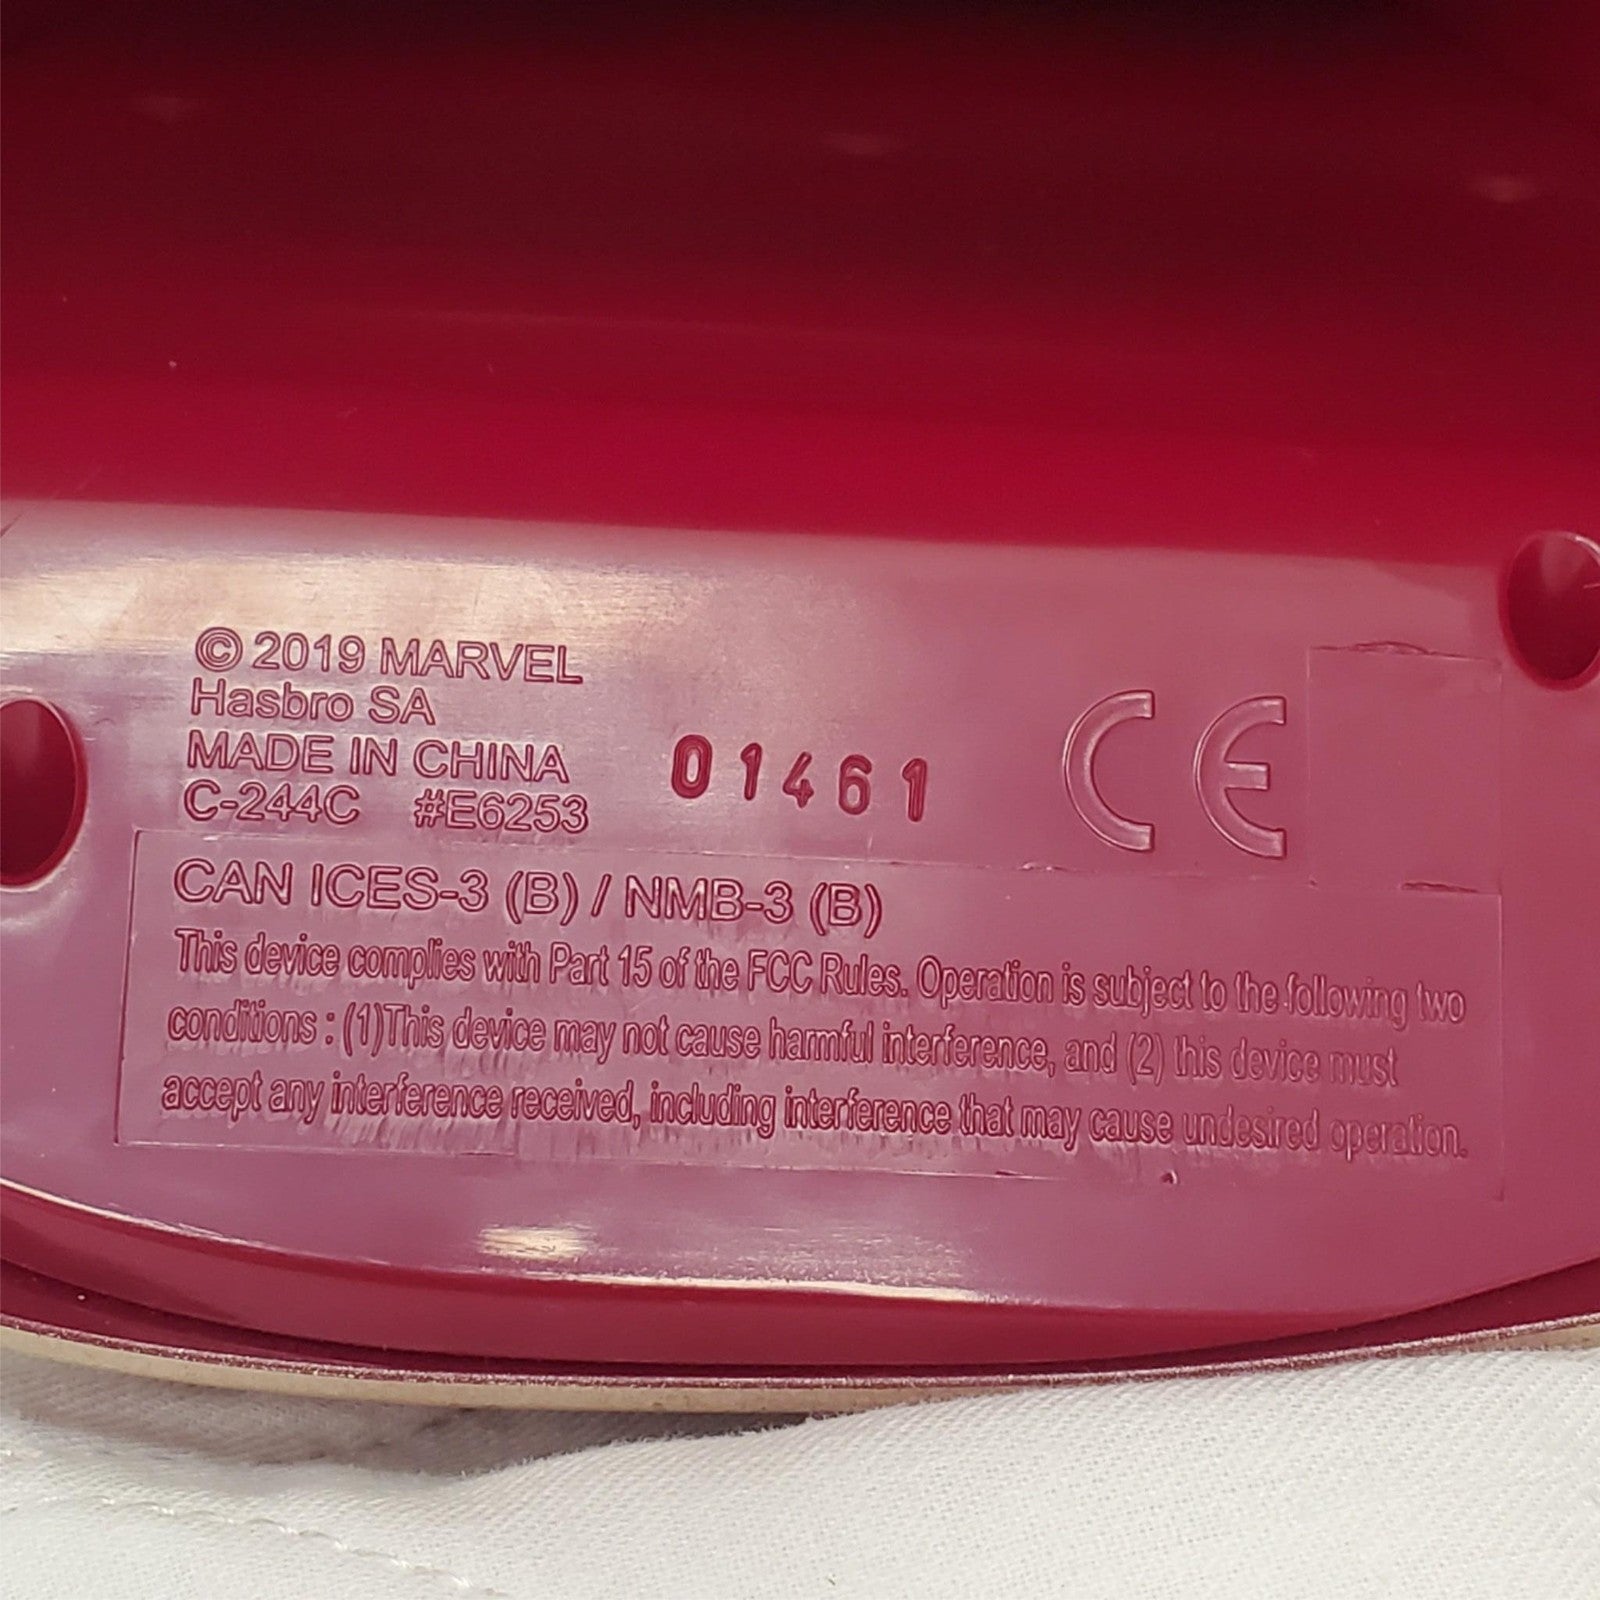 © 2019 MARVEL
Hasbro SA
MADE IN CHINA
C-244C #E6253
01461
CE
CAN ICES-3 (B) / NMB-3 (B)
This device complies with Part 15 of the FCC Rules. Operation is subject to the following two
conditions : (1)This device may not cause harmful interference, and (2) this device must
accept any interference received, including interference that may cause undesired operation.